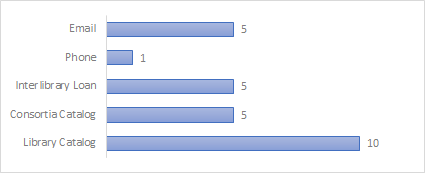 Email 5
Phone 1
Interlibrary Loan 5
Consortia Catalog 5
Library Catalog 10